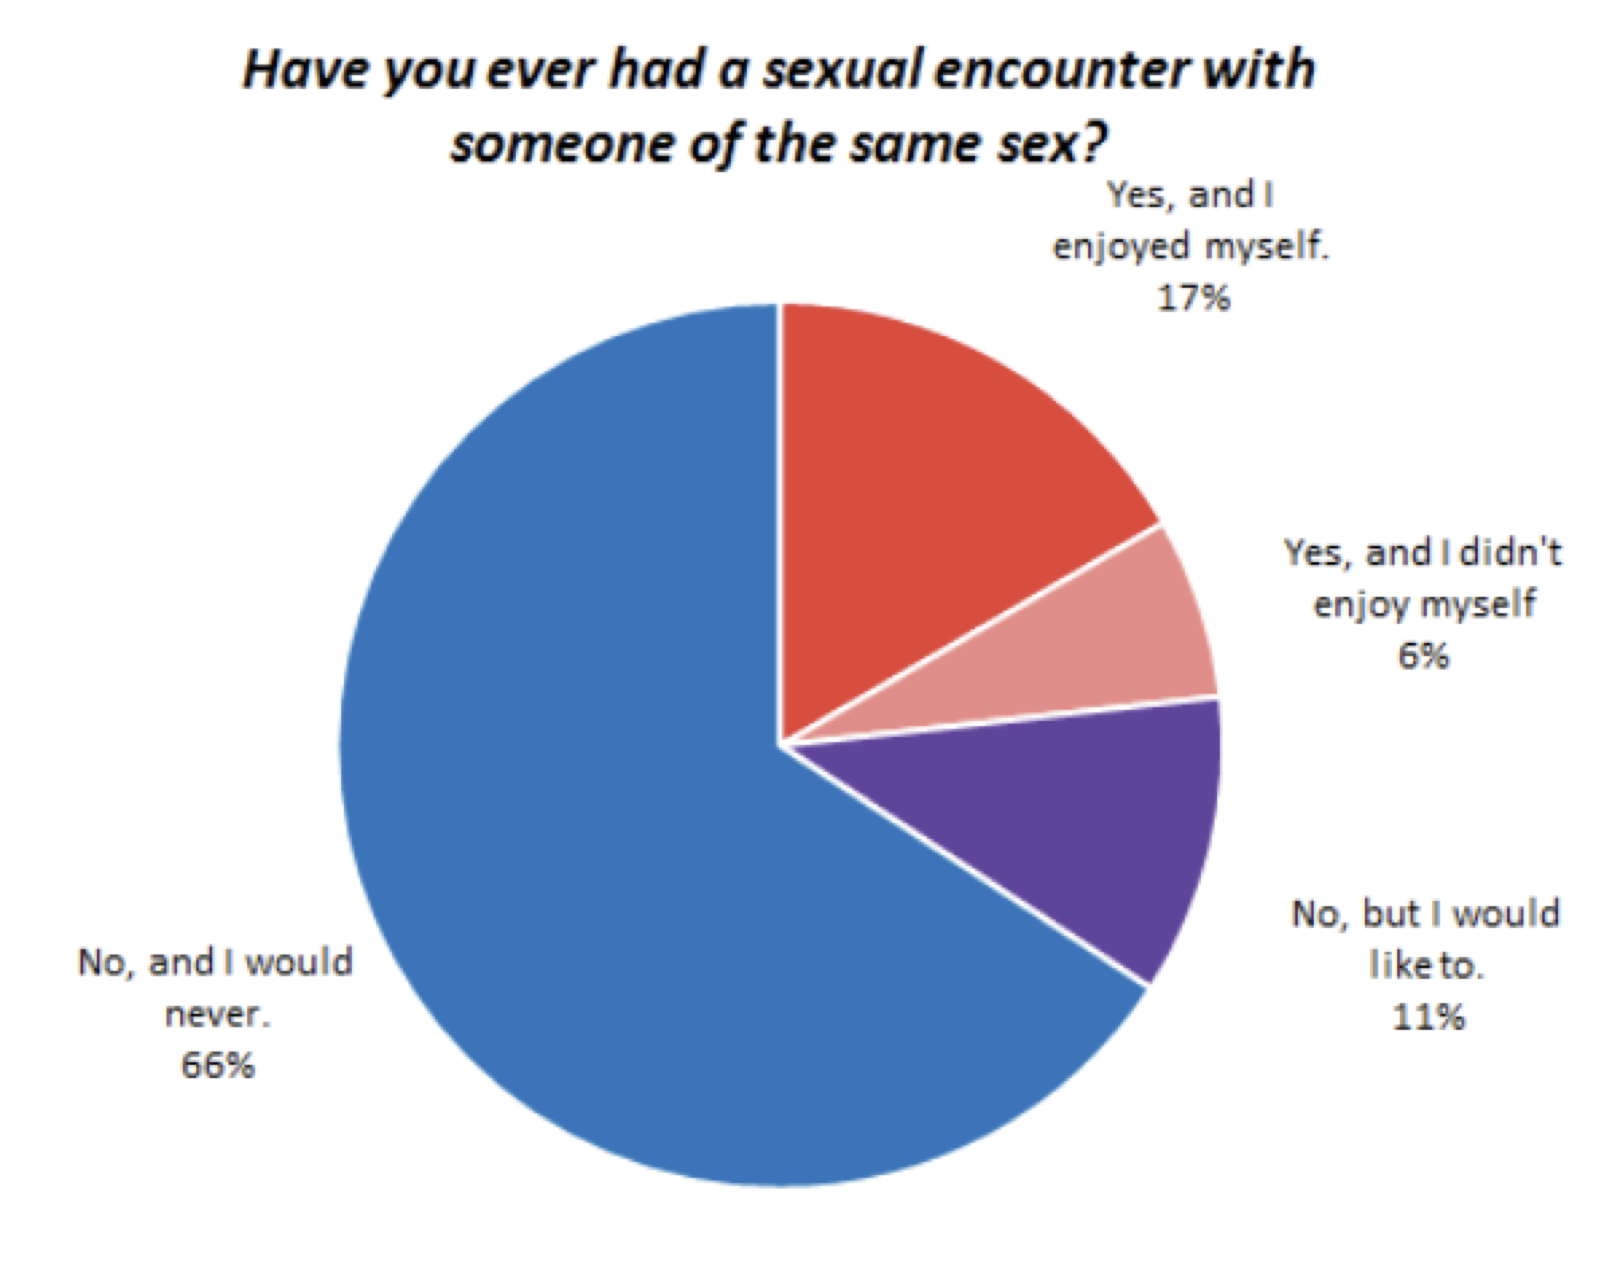 Have you ever had a sexual encounter with
someone of the same sex?
Yes, and I
enjoyed myself.
17%
Yes, and I didn't
enjoy myself
6%
No, but I would
like to.
11%
No, and I would
never.
66%